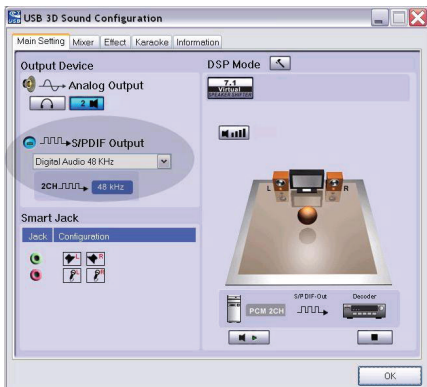 USB 3D Sound Configuration
Main Setting Mixer Effect Karaoke Information
Output Device
Analog Output
2
S/PDIF Output
Digital Audio 48 KHz
2CH 48 KHz
Smart Jack
Jack Configuration
L R
L R
DSP Mode
7.1
Virtual
SPEAKER SHIFTER
L R
S/PDIF-Out Decoder
PCM 2CH
OK